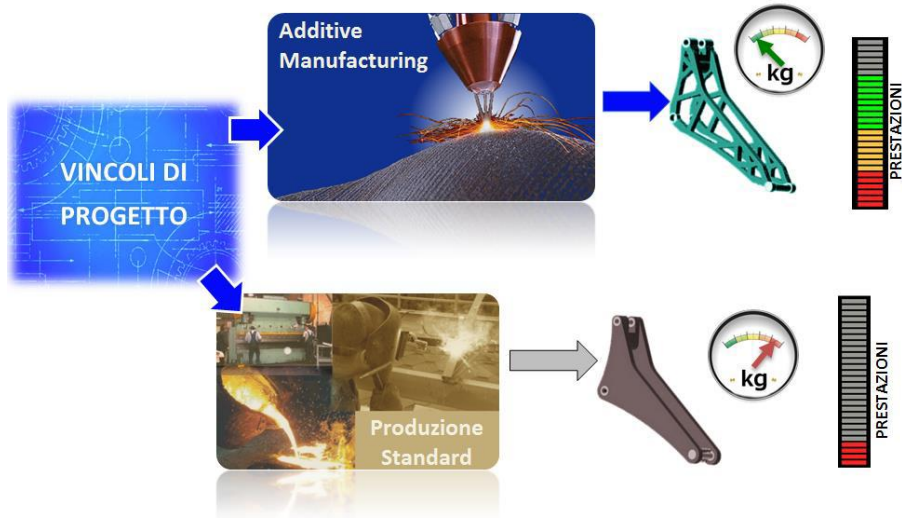 Additive
Manufacturing
kg
PRESTAZIONI
VINCOLI DI
PROGETTO
Produzione
Standard
kg
PRESTAZIONI